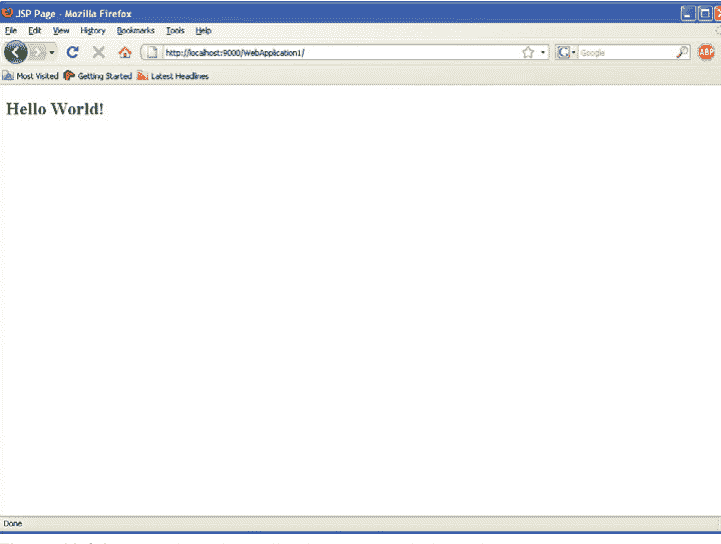 JSP Page - Mozilla Firefox
File Edit View History Bookmarks Tools Help
http://localhost:9000/WebApplication1/
Google
ABP
Most Visited Getting Started Latest Headlines
Hello World!
Done